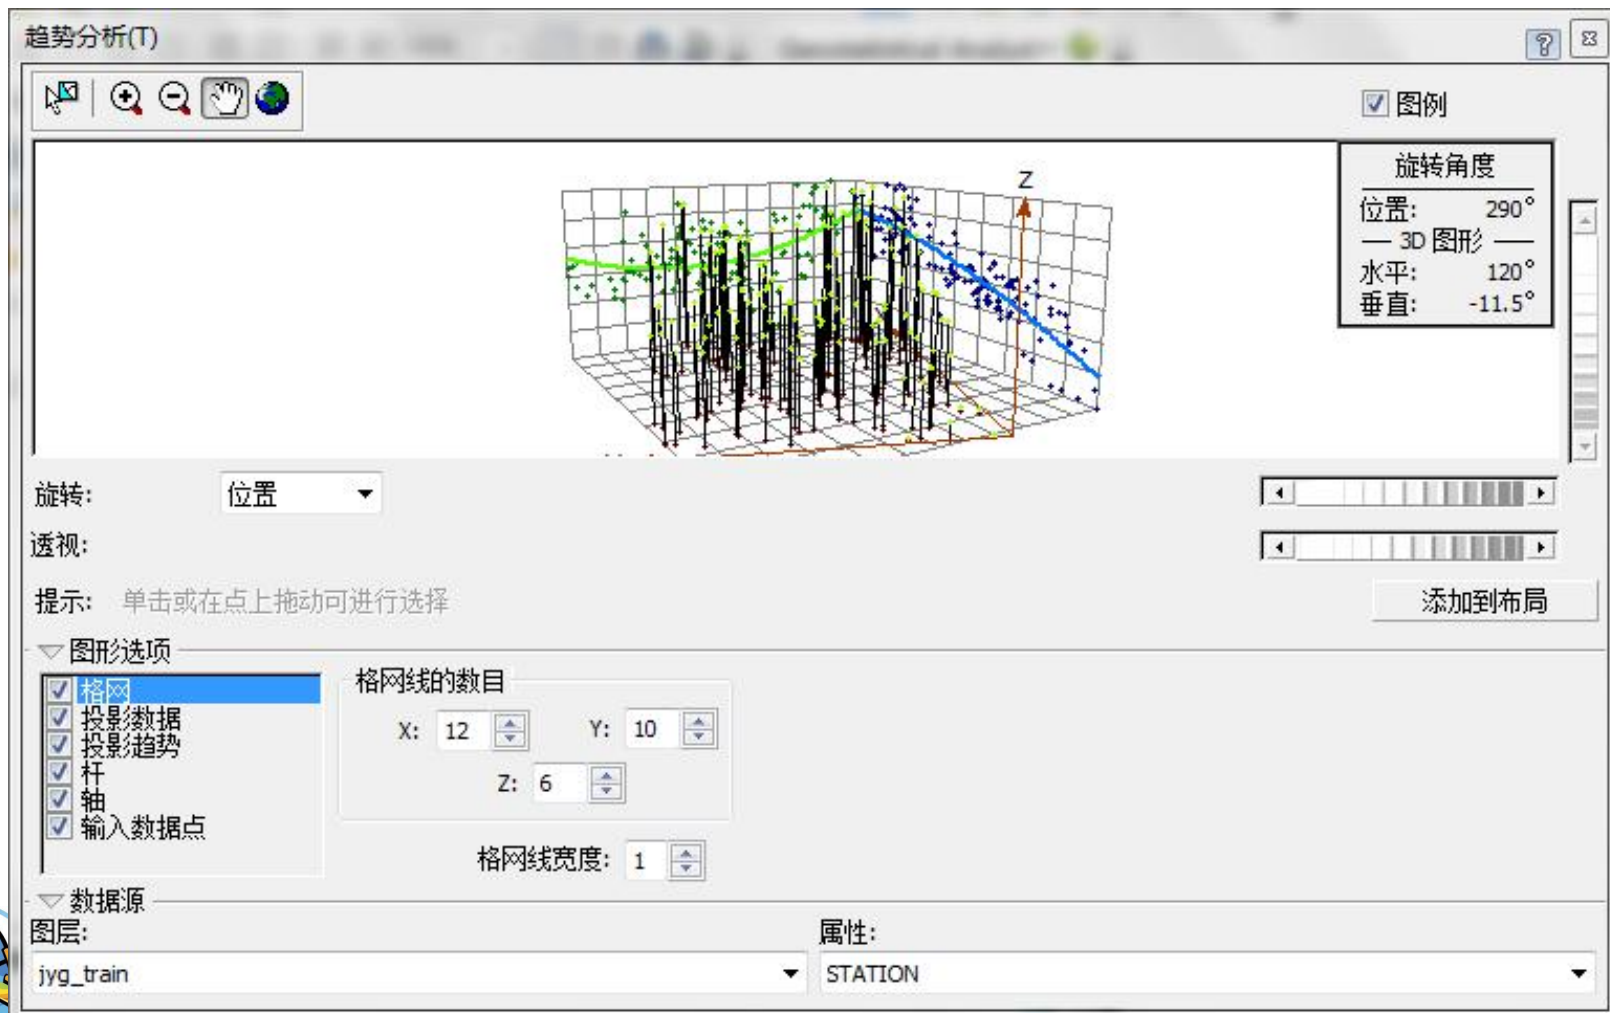 趋势分析(T)
图例
旋转角度
位置: 290°
3D 图形
水平: 120°
垂直: -11.5°
Z
旋转: 位置
透视:
提示: 单击或在点上拖动可进行选择
添加到布局
图形选项
格网
投影数据
投影趋势
杆
轴
输入数据点
格网线的数目
X: 12 Y: 10
Z: 6
格网线宽度: 1
数据源
图层: 属性:
jyg_train STATION